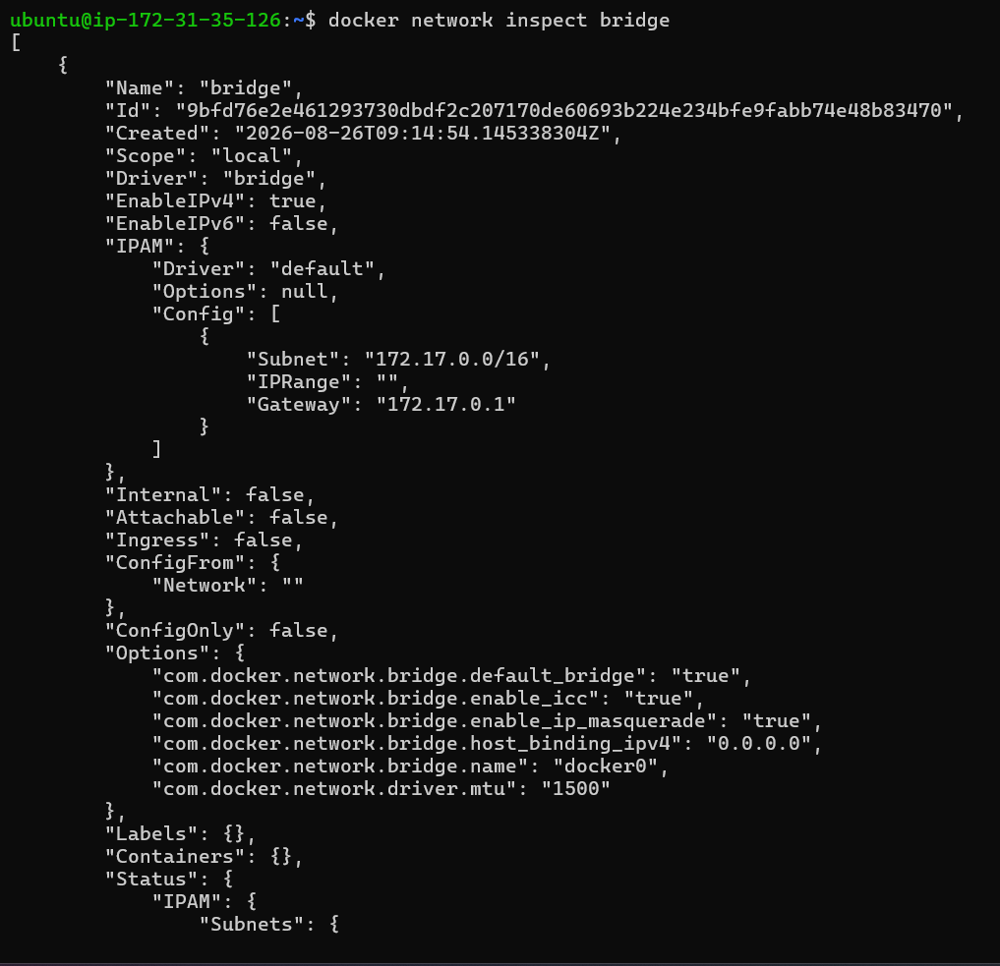 ubuntu@ip-172-31-35-126:~$ docker network inspect bridge
[
    {
        "Name": "bridge",
        "Id": "9bfd76e2e461293730dbdf2c207170de60693b224e234bfe9fabb74e48b83470",
        "Created": "2026-08-26T09:14:54.145338304Z",
        "Scope": "local",
        "Driver": "bridge",
        "EnableIPv4": true,
        "EnableIPv6": false,
        "IPAM": {
            "Driver": "default",
            "Options": null,
            "Config": [
                {
                    "Subnet": "172.17.0.0/16",
                    "IPRange": "",
                    "Gateway": "172.17.0.1"
                }
            ]
        },
        "Internal": false,
        "Attachable": false,
        "Ingress": false,
        "ConfigFrom": {
            "Network": ""
        },
        "ConfigOnly": false,
        "Options": {
            "com.docker.network.bridge.default_bridge": "true",
            "com.docker.network.bridge.enable_icc": "true",
            "com.docker.network.bridge.enable_ip_masquerade": "true",
            "com.docker.network.bridge.host_binding_ipv4": "0.0.0.0",
            "com.docker.network.bridge.name": "docker0",
            "com.docker.network.driver.mtu": "1500"
        },
        "Labels": {},
        "Containers": {},
        "Status": {
            "IPAM": {
                "Subnets": {